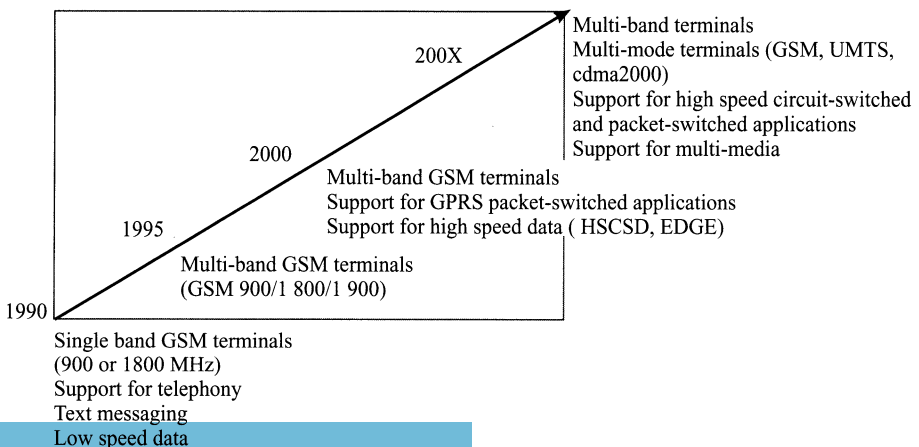 200X
Multi-band terminals
Multi-mode terminals (GSM, UMTS,
cdma2000)
Support for high speed circuit-switched
and packet-switched applications
Support for multi-media
2000
Multi-band GSM terminals
Support for GPRS packet-switched applications
Support for high speed data ( HSCSD, EDGE)
1995
Multi-band GSM terminals
(GSM 900/1 800/1 900)
1990
Single band GSM terminals
(900 or 1800 MHz)
Support for telephony
Text messaging
Low speed data